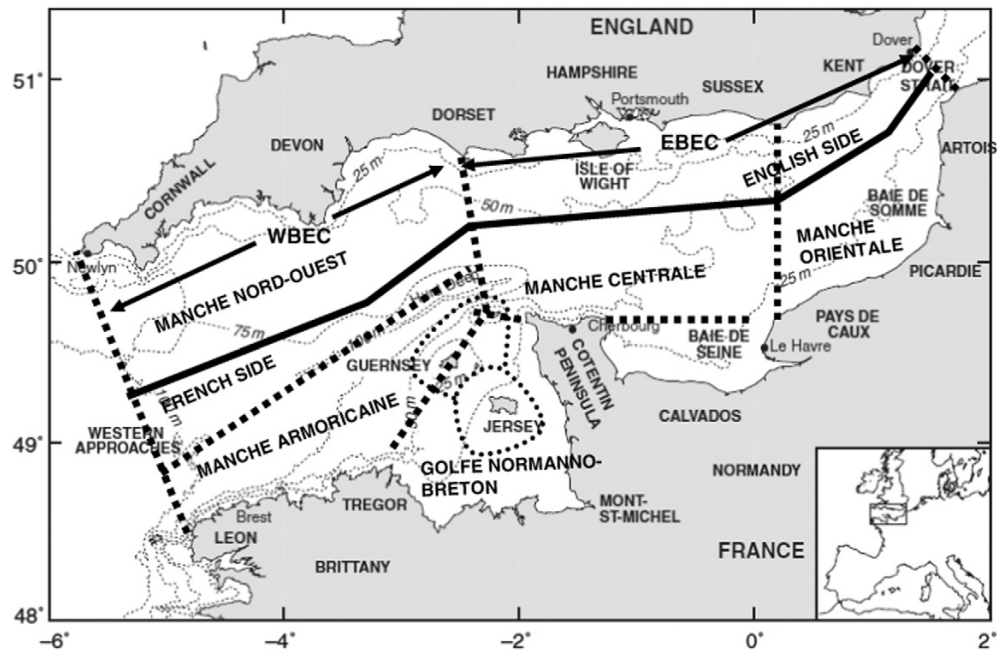 ENGLAND
Dover
51°
HAMPSHIRE
KENT
DOVER
STRAIT
SUSSEX
Portsmouth
DORSET
25 m
DEVON
EBEC
ENGLISH SIDE
ARTOIS
25 m
ISLE OF
WIGHT
CORNWALL
BAIE DE
SOMME
50 m
WBEC
MANCHE
ORIENTALE
50°
Newlyn
MANCHE NORD-OUEST
MANCHE CENTRALE
25 m
PICARDIE
Hurd Deep
75 m
PAYS DE
CAUX
Cherbourg
BAIE DE
SEINE
Le Havre
GUERNSEY
COTENTIN
PENINSULA
FRENCH SIDE
MANCHE ARMORICAINE
JERSEY
CALVADOS
49°
WESTERN
APPROACHES
GOLFE NORMANNO-
BRETON
NORMANDY
MONT-
ST-MICHEL
TREGOR
Brest
LEON
FRANCE
BRITTANY
48°
−6°
−4°
−2°
0°
2°